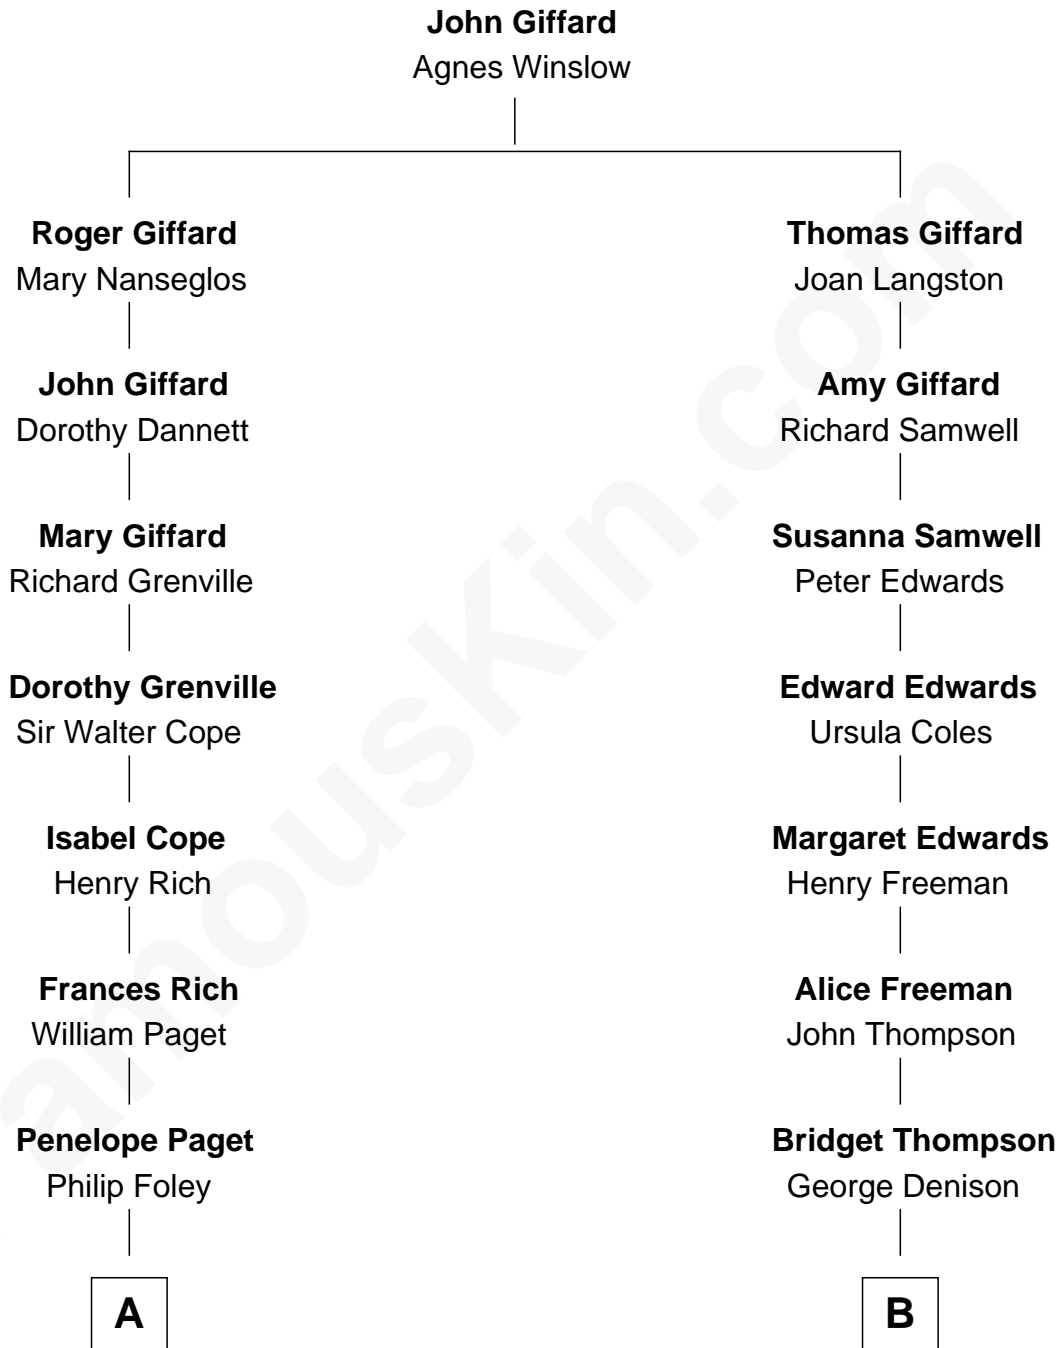 John Giffard
Agnes Winslow
Roger Giffard
Mary Nanseglos
Thomas Giffard
Joan Langston
John Giffard
Dorothy Dannett
Amy Giffard
Richard Samwell
Mary Giffard
Richard Grenville
Susanna Samwell
Peter Edwards
Dorothy Grenville
Sir Walter Cope
Edward Edwards
Ursula Coles
Isabel Cope
Henry Rich
Margaret Edwards
Henry Freeman
Frances Rich
William Paget
Alice Freeman
John Thompson
Penelope Paget
Philip Foley
Bridget Thompson
George Denison
A
B
amouskin.com